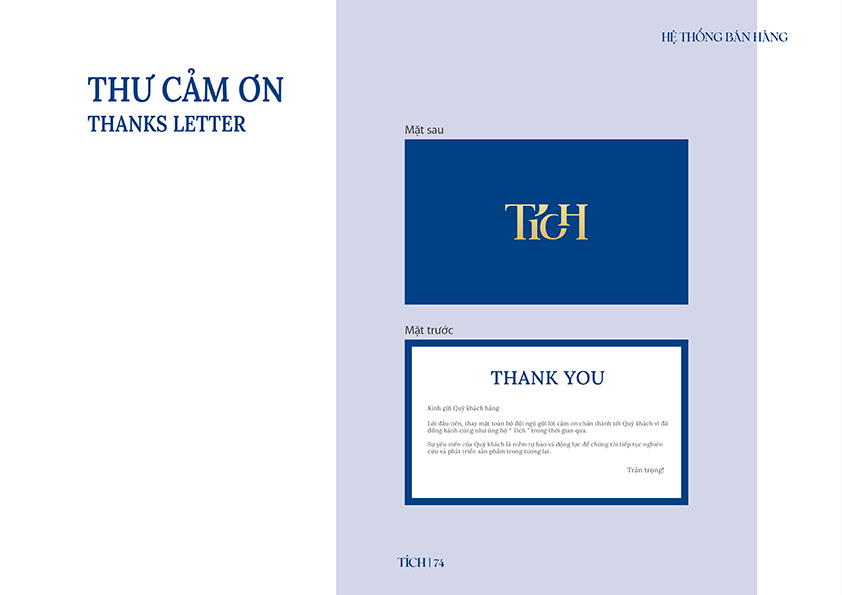 HỆ THỐNG BÁN HÀNG
THƯ CẢM ƠN
THANKS LETTER
Mặt sau
TÍCH
Mặt trước
THANK YOU
Kính gửi Quý khách hàng
Lời đầu tiên, thay mặt toàn bộ đội ngũ gửi lời cảm ơn chân thành tới Quý khách vì đã
đồng hành cùng như ủng hộ " Tích " trong thời gian qua.
Sự yêu mến của Quý khách là niềm tự hào và động lực để chúng tôi tiếp tục nghiên
cứu và phát triển sản phẩm trong tương lai.
Trân trọng!
TÍCH | 74